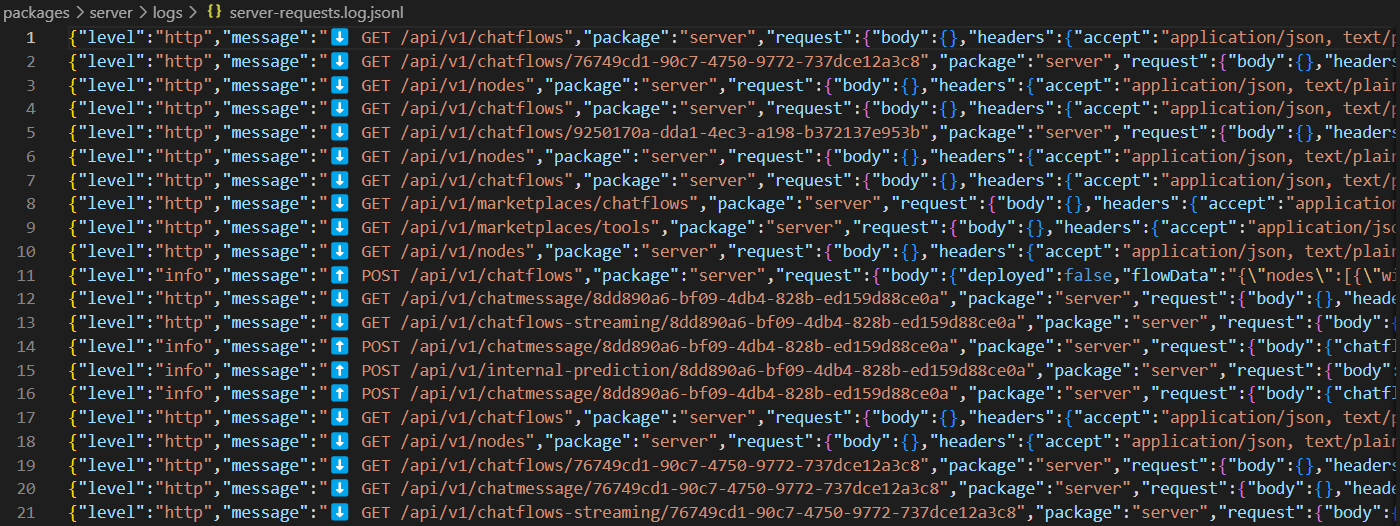 packages > server > logs > {} server-requests.log.jsonl
1 {"level":"http","message":"⬇️ GET /api/v1/chatflows","package":"server","request":{"body":{},"headers":{"accept":"application/json, text/p
2 {"level":"http","message":"⬇️ GET /api/v1/chatflows/76749cd1-90c7-4750-9772-737dce12a3c8","package":"server","request":{"body":{},"headers
3 {"level":"http","message":"⬇️ GET /api/v1/nodes","package":"server","request":{"body":{},"headers":{"accept":"application/json, text/plain
4 {"level":"http","message":"⬇️ GET /api/v1/chatflows","package":"server","request":{"body":{},"headers":{"accept":"application/json, text/p
5 {"level":"http","message":"⬇️ GET /api/v1/chatflows/9250170a-dda1-4ec3-a198-b372137e953b","package":"server","request":{"body":{},"headers
6 {"level":"http","message":"⬇️ GET /api/v1/nodes","package":"server","request":{"body":{},"headers":{"accept":"application/json, text/plain
7 {"level":"http","message":"⬇️ GET /api/v1/chatflows","package":"server","request":{"body":{},"headers":{"accept":"application/json, text/p
8 {"level":"http","message":"⬇️ GET /api/v1/marketplaces/chatflows","package":"server","request":{"body":{},"headers":{"accept":"application
9 {"level":"http","message":"⬇️ GET /api/v1/marketplaces/tools","package":"server","request":{"body":{},"headers":{"accept":"application/jso
10 {"level":"http","message":"⬇️ GET /api/v1/nodes","package":"server","request":{"body":{},"headers":{"accept":"application/json, text/plain
11 {"level":"info","message":"⬆️ POST /api/v1/chatflows","package":"server","request":{"body":{"deployed":false,"flowData":"{\"nodes\":[{\"wi
12 {"level":"http","message":"⬇️ GET /api/v1/chatmessage/8dd890a6-bf09-4db4-828b-ed159d88ce0a","package":"server","request":{"body":{},"heade
13 {"level":"http","message":"⬇️ GET /api/v1/chatflows-streaming/8dd890a6-bf09-4db4-828b-ed159d88ce0a","package":"server","request":{"body":{
14 {"level":"info","message":"⬆️ POST /api/v1/chatmessage/8dd890a6-bf09-4db4-828b-ed159d88ce0a","package":"server","request":{"body":{"chatfl
15 {"level":"info","message":"⬆️ POST /api/v1/internal-prediction/8dd890a6-bf09-4db4-828b-ed159d88ce0a","package":"server","request":{"body":
16 {"level":"info","message":"⬆️ POST /api/v1/chatmessage/8dd890a6-bf09-4db4-828b-ed159d88ce0a","package":"server","request":{"body":{"chatfl
17 {"level":"http","message":"⬇️ GET /api/v1/chatflows","package":"server","request":{"body":{},"headers":{"accept":"application/json, text/p
18 {"level":"http","message":"⬇️ GET /api/v1/nodes","package":"server","request":{"body":{},"headers":{"accept":"application/json, text/plain
19 {"level":"http","message":"⬇️ GET /api/v1/chatflows/76749cd1-90c7-4750-9772-737dce12a3c8","package":"server","request":{"body":{},"headers
20 {"level":"http","message":"⬇️ GET /api/v1/chatmessage/76749cd1-90c7-4750-9772-737dce12a3c8","package":"server","request":{"body":{},"heade
21 {"level":"http","message":"⬇️ GET /api/v1/chatflows-streaming/76749cd1-90c7-4750-9772-737dce12a3c8","package":"server","request":{"body":{